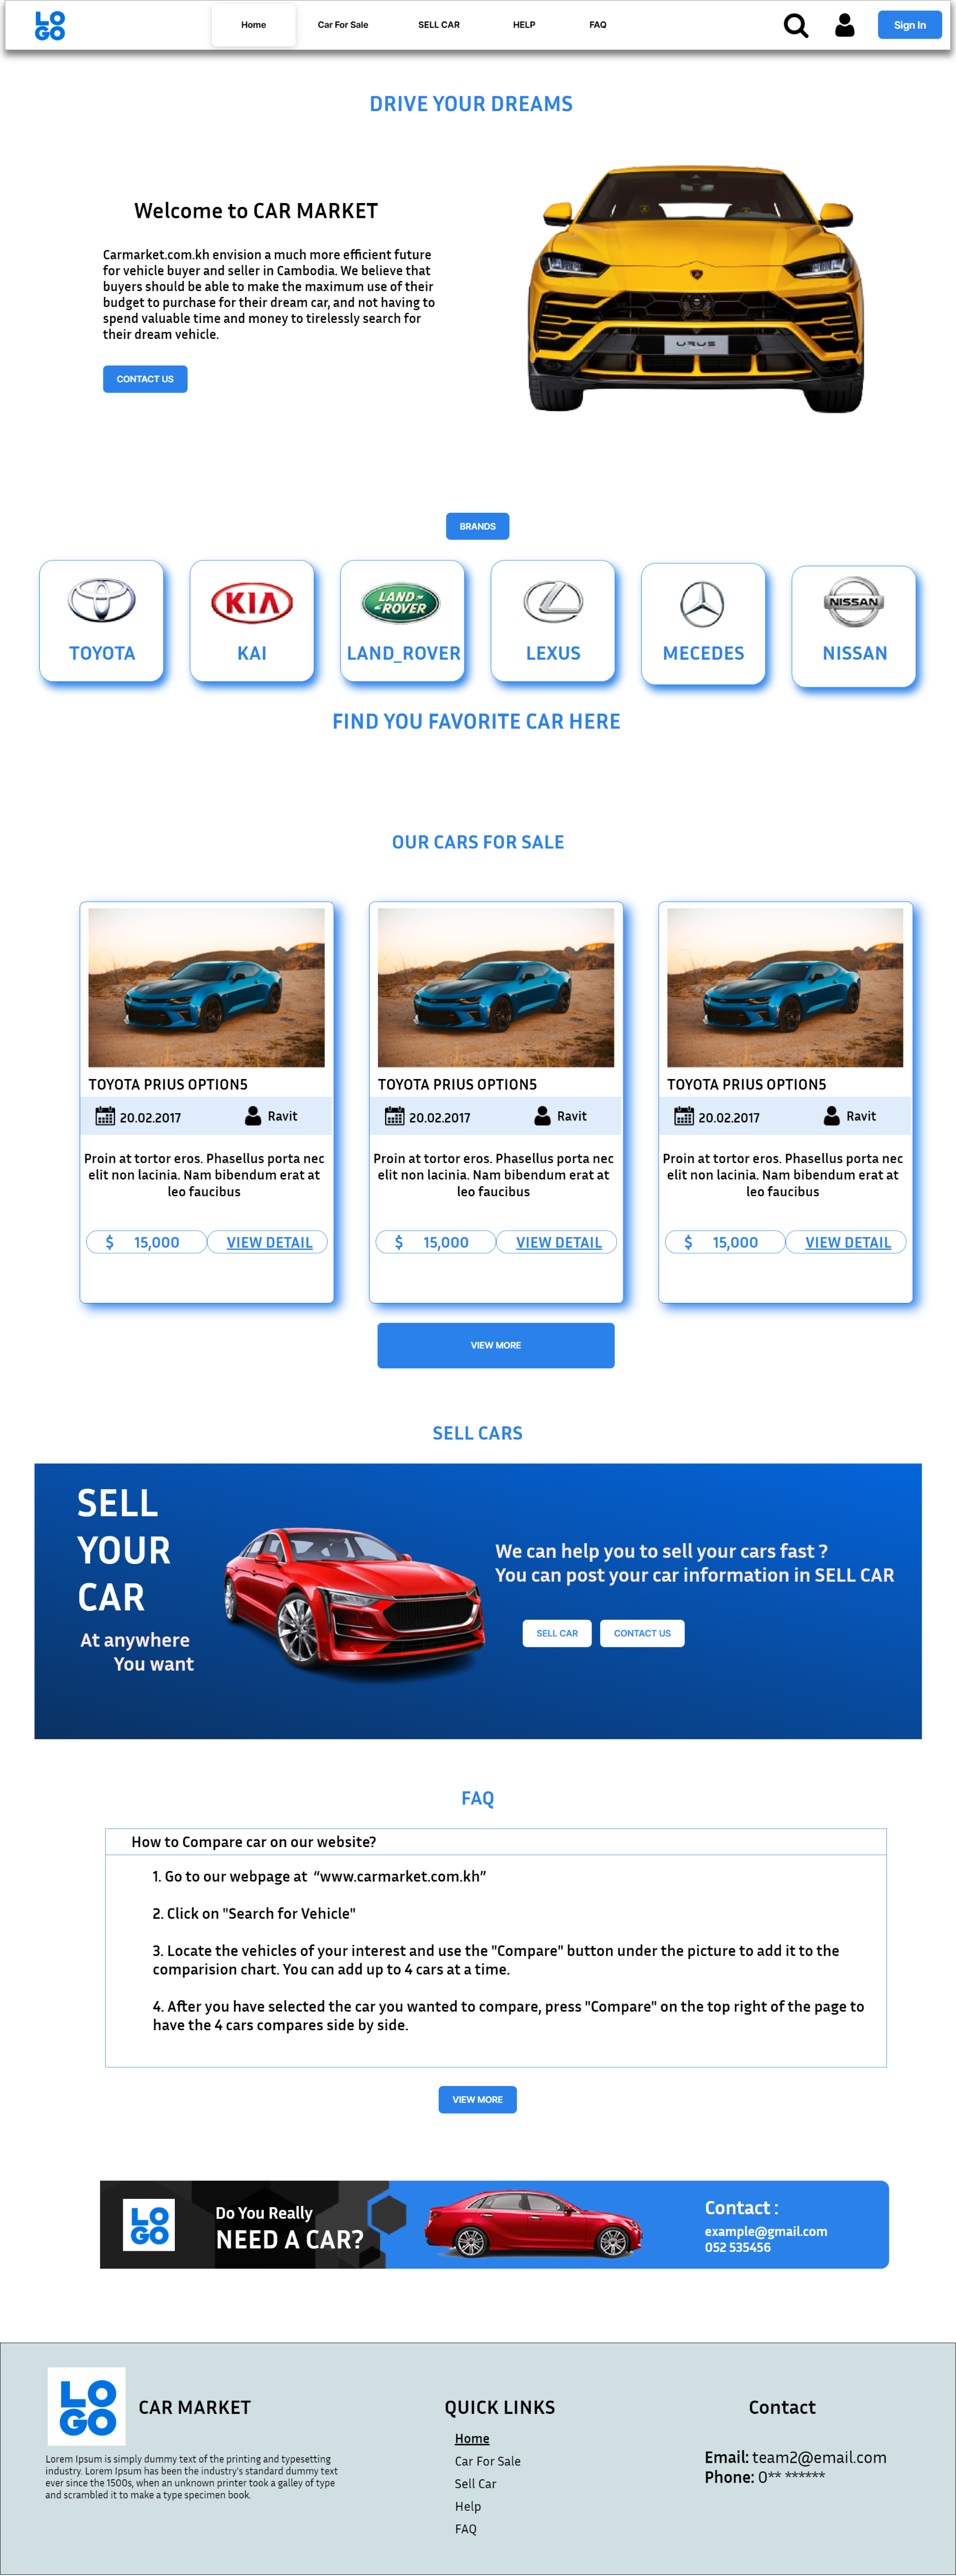 LO
GO
Home
Car For Sale
SELL CAR
HELP
FAQ
Sign In
DRIVE YOUR DREAMS
Welcome to CAR MARKET
Carmarket.com.kh envision a much more efficient future
for vehicle buyer and seller in Cambodia. We believe that
buyers should be able to make the maximum use of their
budget to purchase for their dream car, and not having to
spend valuable time and money to tirelessly search for
their dream vehicle.
CONTACT US
URUS
BRANDS
KIA
LAND
ROVER
NISSAN
TOYOTA
KAI
LAND_ROVER
LEXUS
MECEDES
NISSAN
FIND YOU FAVORITE CAR HERE
OUR CARS FOR SALE
TOYOTA PRIUS OPTION5
20.02.2017
Ravit
Proin at tortor eros. Phasellus porta nec
elit non lacinia. Nam bibendum erat at
leo faucibus
$ 15,000
VIEW DETAIL
TOYOTA PRIUS OPTION5
20.02.2017
Ravit
Proin at tortor eros. Phasellus porta nec
elit non lacinia. Nam bibendum erat at
leo faucibus
$ 15,000
VIEW DETAIL
TOYOTA PRIUS OPTION5
20.02.2017
Ravit
Proin at tortor eros. Phasellus porta nec
elit non lacinia. Nam bibendum erat at
leo faucibus
$ 15,000
VIEW DETAIL
VIEW MORE
SELL CARS
SELL
YOUR
CAR
At anywhere
You want
We can help you to sell your cars fast ?
You can post your car information in SELL CAR
SELL CAR
CONTACT US
FAQ
How to Compare car on our website?
1. Go to our webpage at “www.carmarket.com.kh”
2. Click on "Search for Vehicle"
3. Locate the vehicles of your interest and use the "Compare" button under the picture to add it to the
comparision chart. You can add up to 4 cars at a time.
4. After you have selected the car you wanted to compare, press "Compare" on the top right of the page to
have the 4 cars compares side by side.
VIEW MORE
LO
GO
Do You Really
NEED A CAR?
Contact :
example@gmail.com
052 535456
LO
GO
CAR MARKET
Lorem Ipsum is simply dummy text of the printing and typesetting
industry. Lorem Ipsum has been the industry's standard dummy text
ever since the 1500s, when an unknown printer took a galley of type
and scrambled it to make a type specimen book.
QUICK LINKS
Home
Car For Sale
Sell Car
Help
FAQ
Contact
Email: team2@email.com
Phone: 0** ******